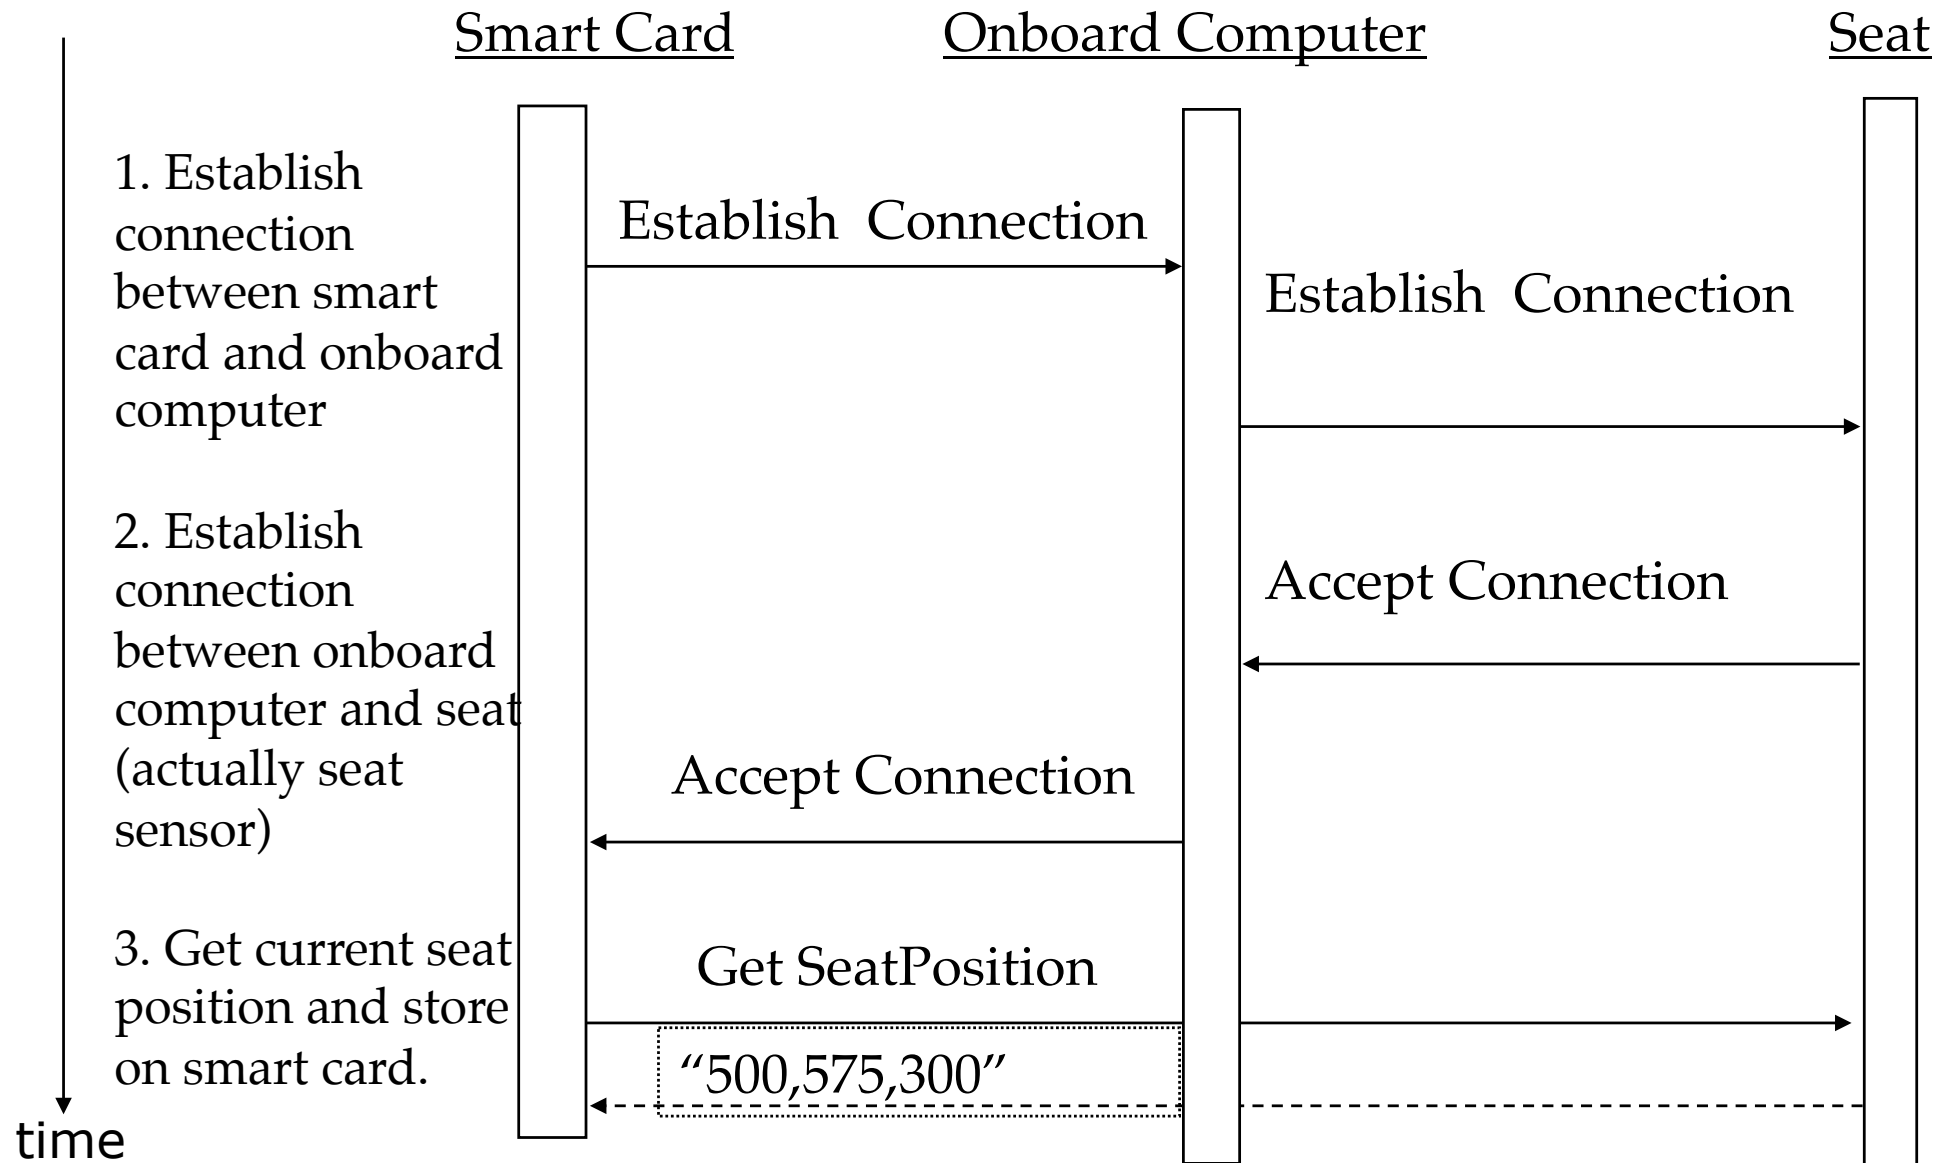 Smart Card
Onboard Computer
Seat
1. Establish
connection
between smart
card and onboard
computer
2. Establish
connection
between onboard
computer and seat
(actually seat
sensor)
3. Get current seat
position and store
on smart card.
time
Establish  Connection
Establish  Connection
Accept Connection
Accept Connection
Get SeatPosition
“500,575,300”